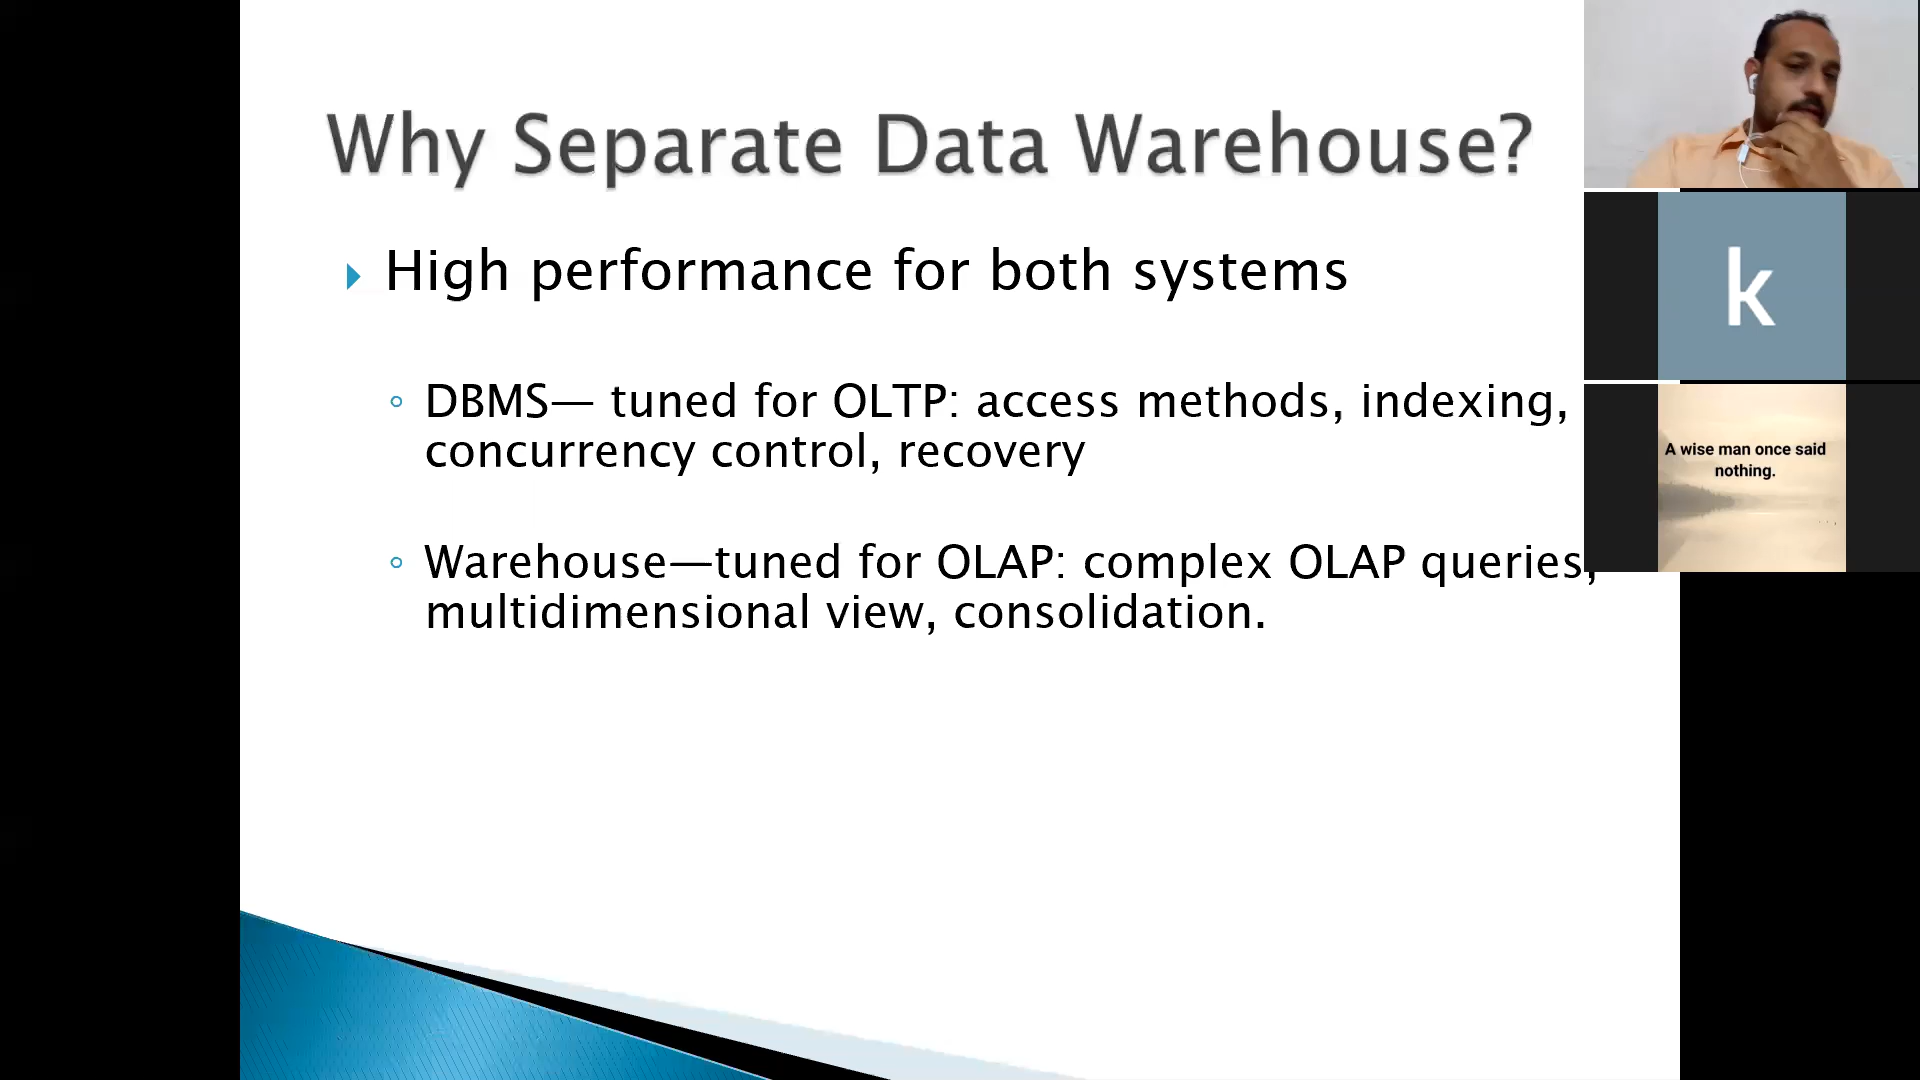 Why Separate Data Warehouse?
High performance for both systems
DBMS— tuned for OLTP: access methods, indexing,
concurrency control, recovery
Warehouse—tuned for OLAP: complex OLAP queries,
multidimensional view, consolidation.
k
A wise man once said
nothing.